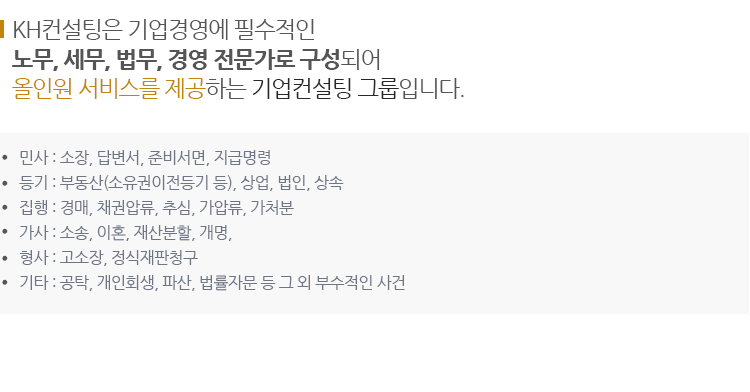 KH컨설팅은 기업경영에 필수적인
노무, 세무, 법무, 경영 전문가로 구성되어
올인원 서비스를 제공하는 기업컨설팅 그룹입니다.
• 민사 : 소장, 답변서, 준비서면, 지급명령
• 등기 : 부동산(소유권이전등기 등), 상업, 법인, 상속
• 집행 : 경매, 채권압류, 추심, 가압류, 가처분
• 가사 : 소송, 이혼, 재산분할, 개명,
• 형사 : 고소장, 정식재판청구
• 기타 : 공탁, 개인회생, 파산, 법률자문 등 그 외 부수적인 사건